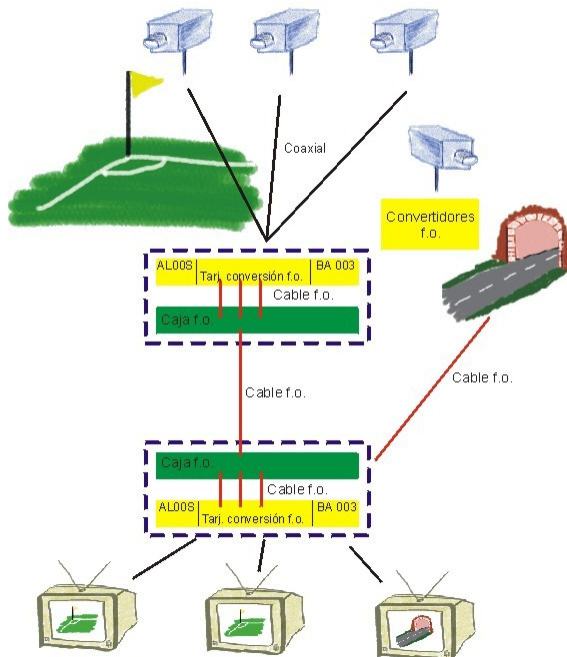 Coaxial
Convertidores
f.o.
AL00S
Tarj. conversión f.o.
BA 003
Cable f.o.
Caja f.o.
Cable f.o.
Cable f.o.
Caja f.o.
Cable f.o.
AL00S
Tarj. conversión f.o.
BA 003